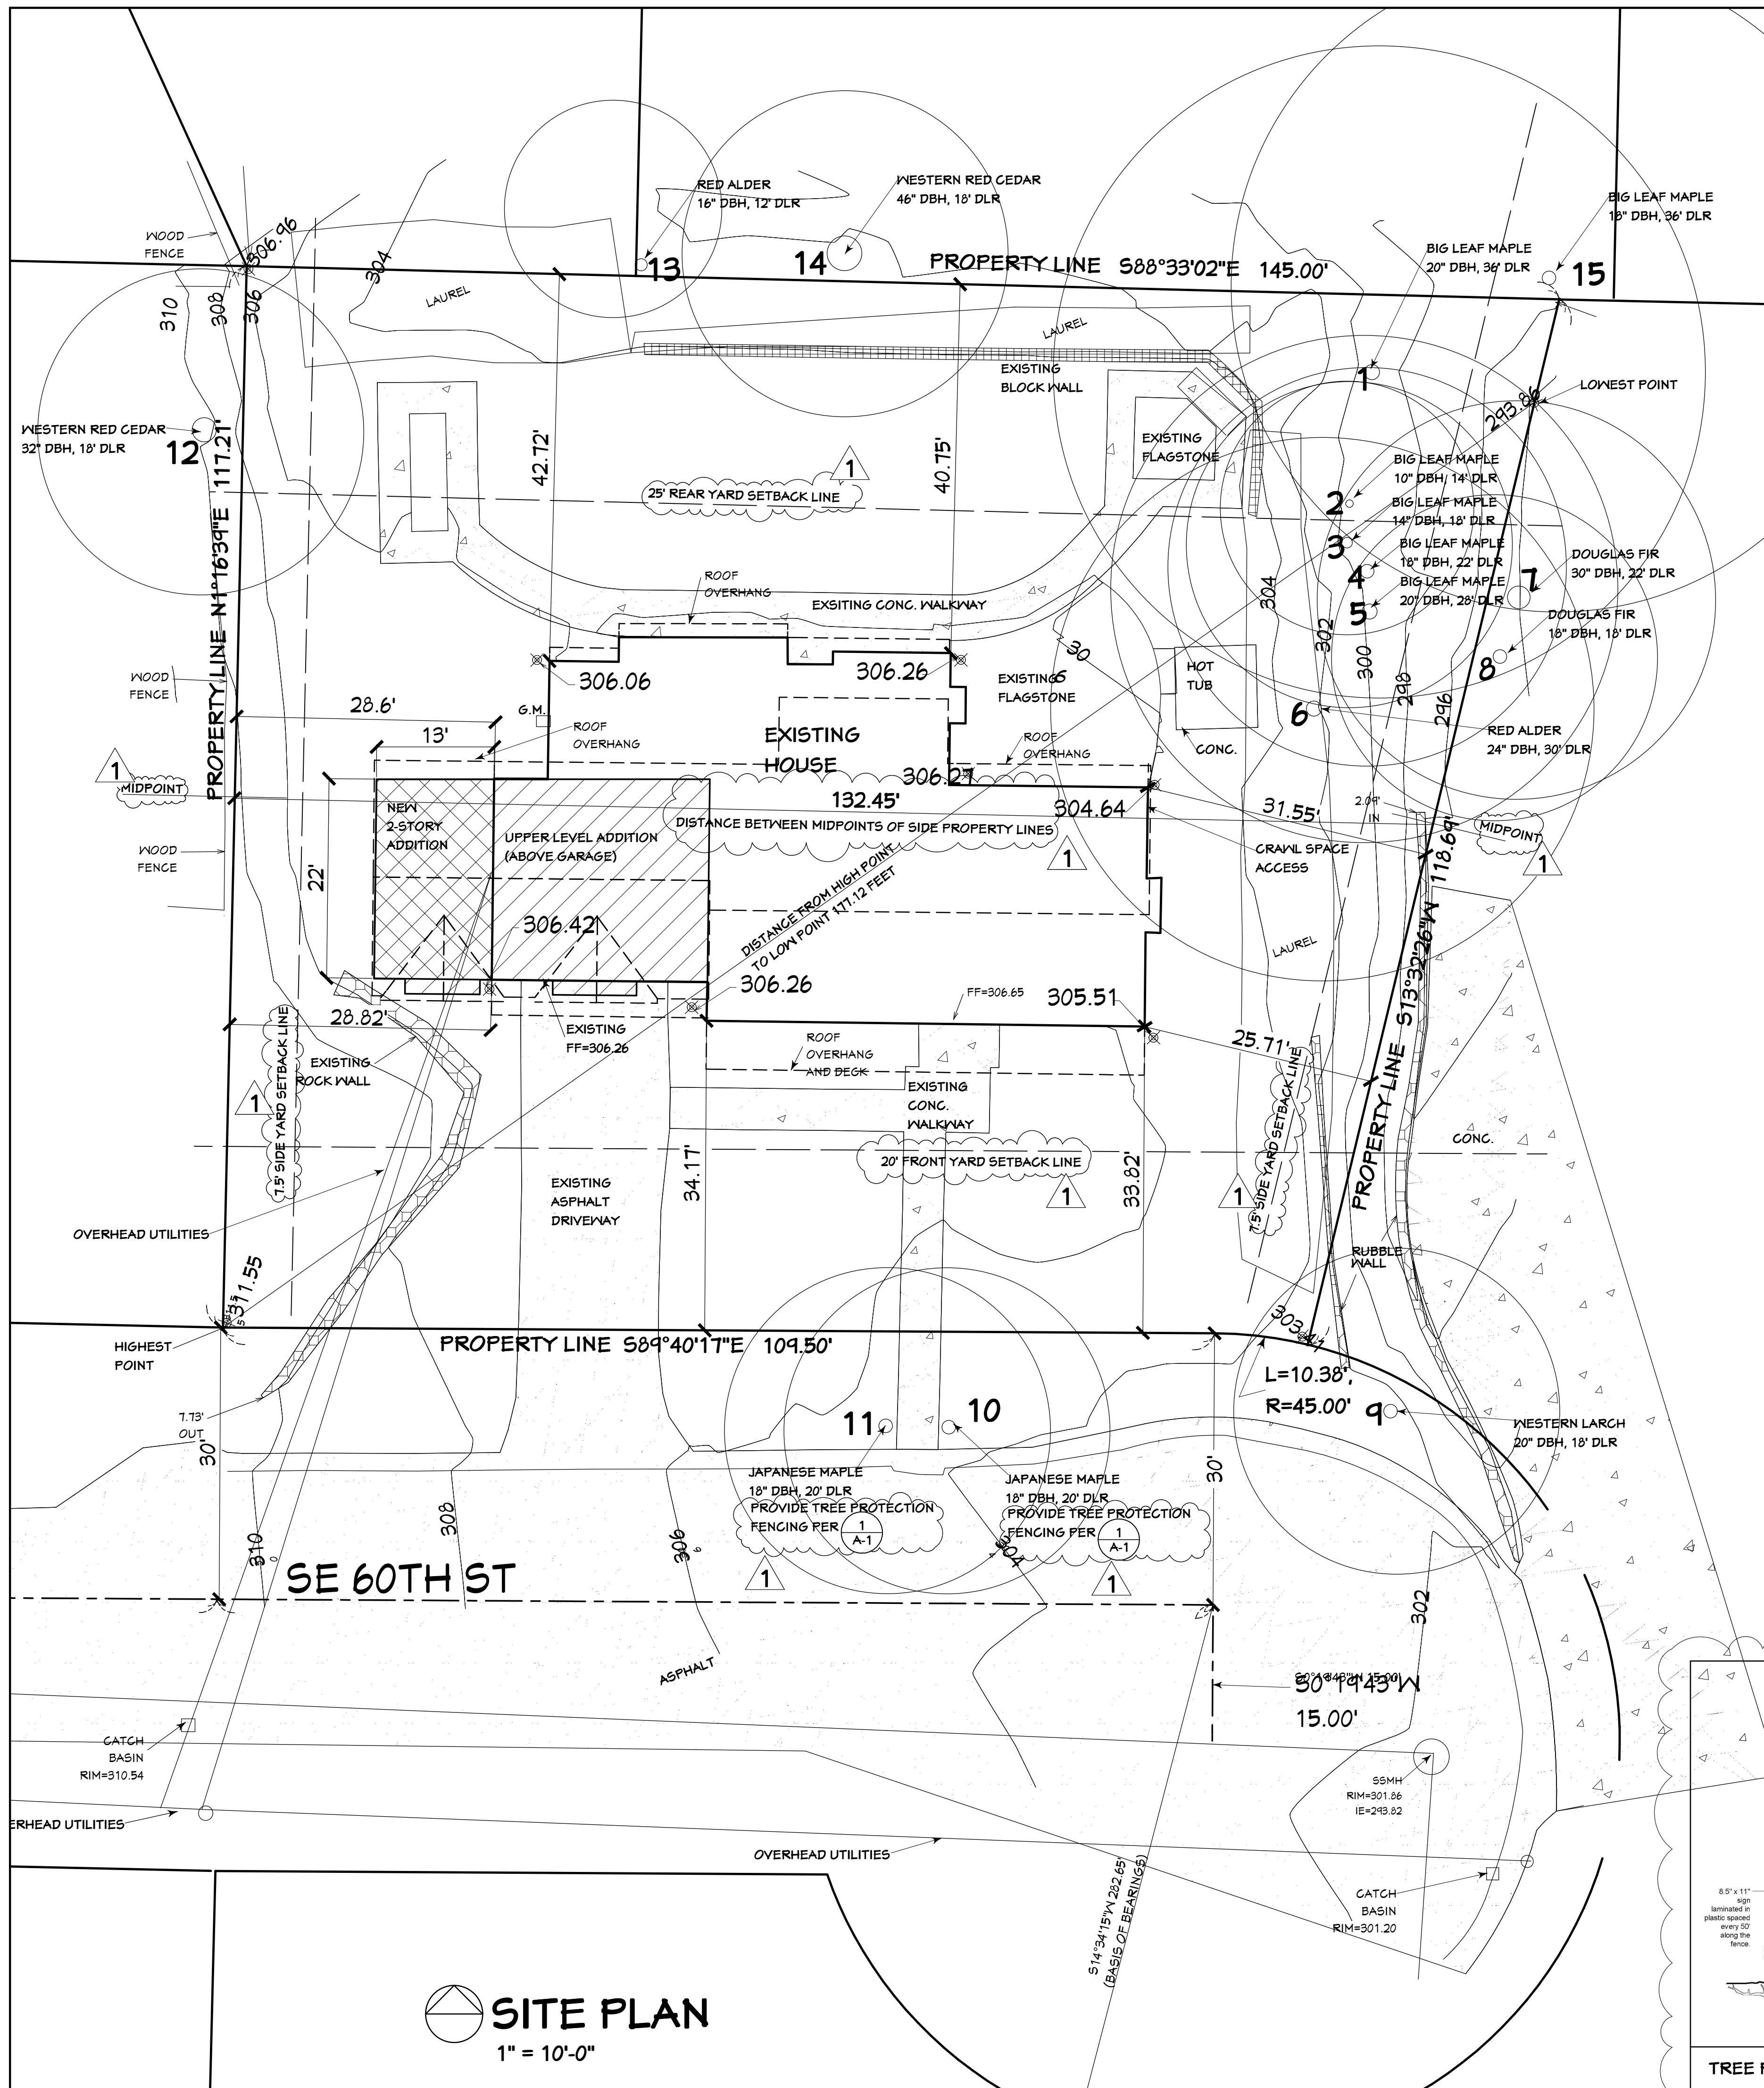 RED ALDER
16" DBH, 12' DLR
WESTERN RED CEDAR
46" DBH, 18' DLR
BIG LEAF MAPLE
18" DBH, 36' DLR
WOOD
FENCE
306.96
304
13
14
PROPERTY LINE S88°33'02"E 145.00'
BIG LEAF MAPLE
20" DBH, 36' DLR
15
310
308
306
LAUREL
LAUREL
EXISTING
BLOCK WALL
1
LOWEST POINT
293.86
WESTERN RED CEDAR
32" DBH, 18' DLR
12
PROPERTY LINE N1°16'39"E 117.21'
42.72'
40.75'
EXISTING
FLAGSTONE
1
25' REAR YARD SETBACK LINE
BIG LEAF MAPLE
10" DBH, 14' DLR
2
BIG LEAF MAPLE
14" DBH, 18' DLR
3
BIG LEAF MAPLE
18" DBH, 22' DLR
4
BIG LEAF MAPLE
20" DBH, 28' DLR
5
DOUGLAS FIR
30" DBH, 22' DLR
7
DOUGLAS FIR
18" DBH, 18' DLR
8
ROOF
OVERHANG
EXSITING CONC. WALKWAY
304
302
300
298
296
306.06
306.26
30
6
EXISTING
FLAGSTONE
HOT
TUB
CONC.
6
RED ALDER
24" DBH, 30' DLR
WOOD
FENCE
28.6'
13'
G.M.
ROOF
OVERHANG
EXISTING
HOUSE
ROOF
OVERHANG
1
MIDPOINT
306.27
132.45'
DISTANCE BETWEEN MIDPOINTS OF SIDE PROPERTY LINES
1
304.64
31.55'
2.09'
IN
MIDPOINT
1
NEW
2-STORY
ADDITION
UPPER LEVEL ADDITION
(ABOVE GARAGE)
WOOD
FENCE
22'
CRAWL SPACE
ACCESS
PROPERTY LINE S13°32'26"W 118.69'
DISTANCE FROM HIGH POINT
TO LOW POINT 177.12 FEET
306.42
306.26
LAUREL
FF=306.65
305.51
28.82'
EXISTING
FF=306.26
ROOF
OVERHANG
AND DECK
25.71'
7.5' SIDE YARD SETBACK LINE
1
EXISTING
ROCK WALL
EXISTING
CONC.
WALKWAY
CONC.
20' FRONT YARD SETBACK LINE
1
34.17'
33.82'
7.5' SIDE YARD SETBACK LINE
1
EXISTING
ASPHALT
DRIVEWAY
OVERHEAD UTILITIES
RUBBLE
WALL
311.55
HIGHEST
POINT
PROPERTY LINE S89°40'17"E 109.50'
303.41
L=10.38',
R=45.00'
9
7.73'
OUT
30'
11
10
30'
WESTERN LARCH
20" DBH, 18' DLR
JAPANESE MAPLE
18" DBH, 20' DLR
PROVIDE TREE PROTECTION
FENCING PER 1
A-1
1
JAPANESE MAPLE
18" DBH, 20' DLR
PROVIDE TREE PROTECTION
FENCING PER 1
A-1
1
310
308
306
304
302
SE 60TH ST
ASPHALT
S0°19'43"W 15.00'
S0°19'43"W
15.00'
CATCH
BASIN
RIM=310.54
SSMH
RIM=301.86
IE=293.82
ERHEAD UTILITIES
OVERHEAD UTILITIES
S14°34'15"W 282.65'
(BASIS OF BEARINGS)
CATCH
BASIN
RIM=301.20
8.5" x 11"
sign
laminated in
plastic spaced
every 50'
along the
fence.
SITE PLAN
1" = 10'-0"
TREE